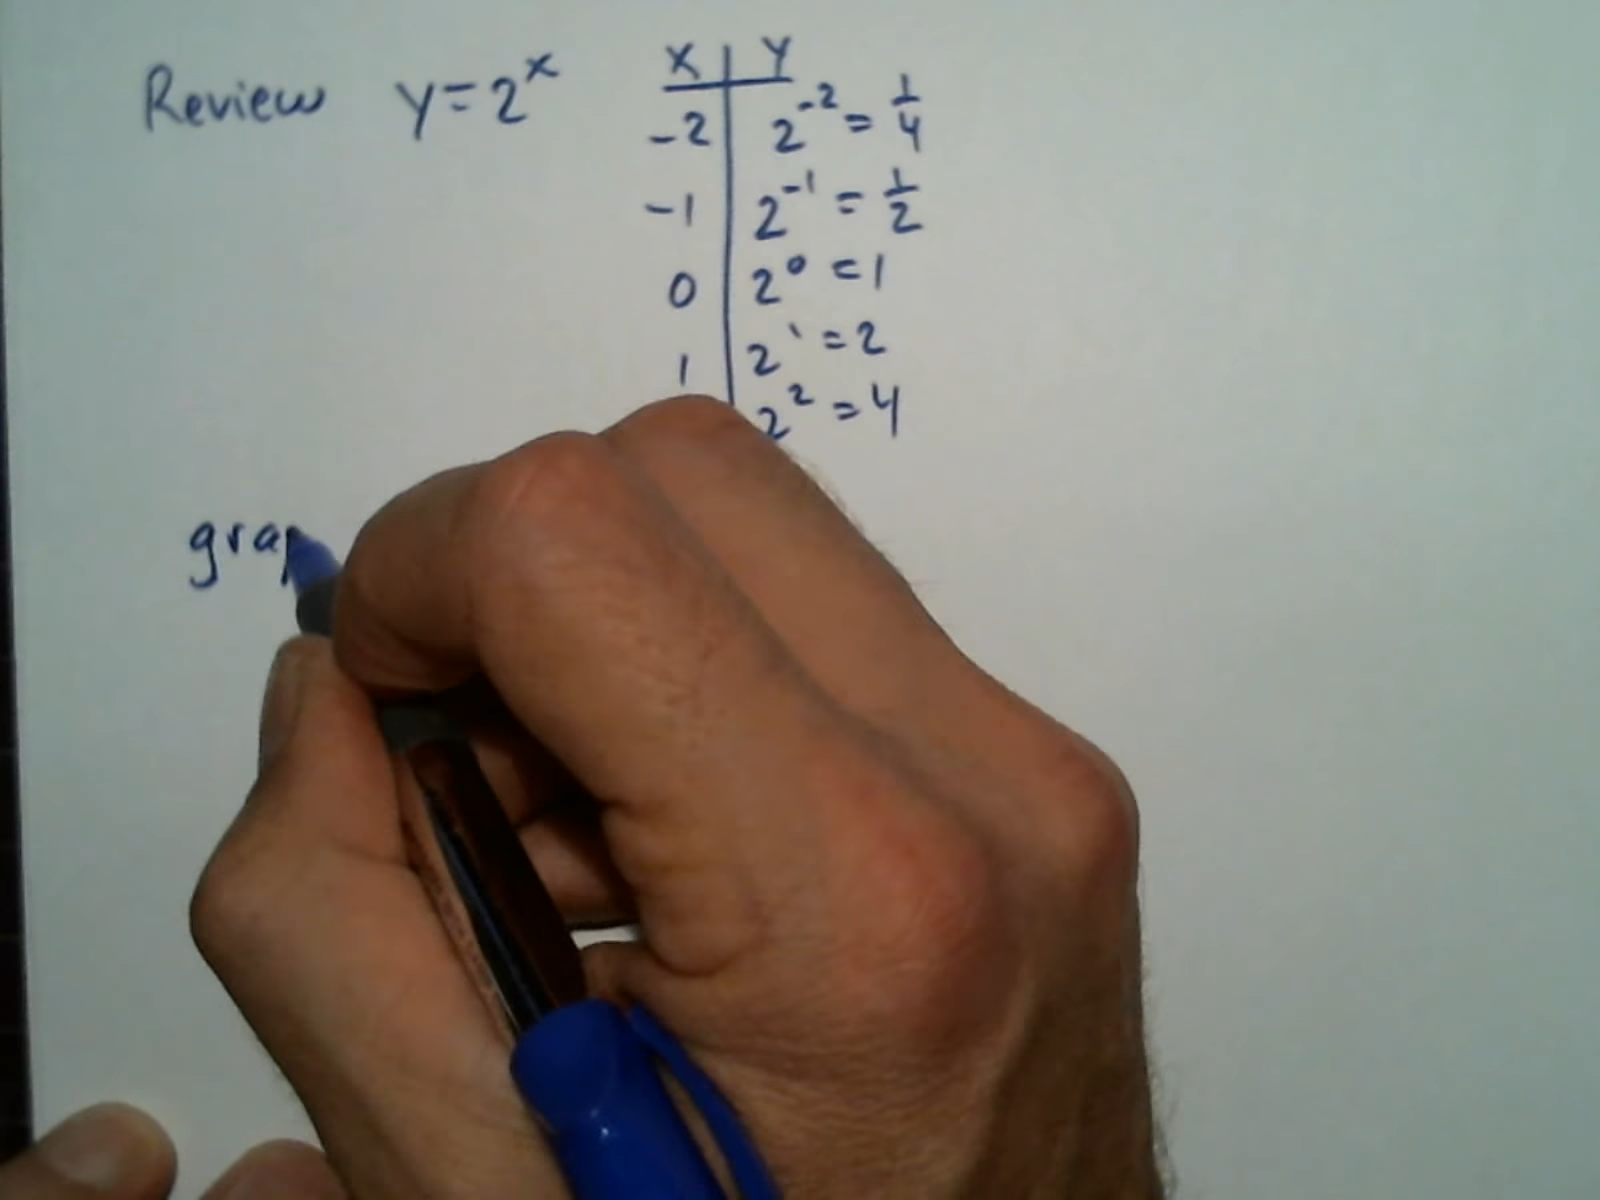 Review y=2^x
X | Y
-2 | 2^-2 = 1/4
-1 | 2^-1 = 1/2
0 | 2^0 = 1
1 | 2^1 = 2
2^2 = 4
grap